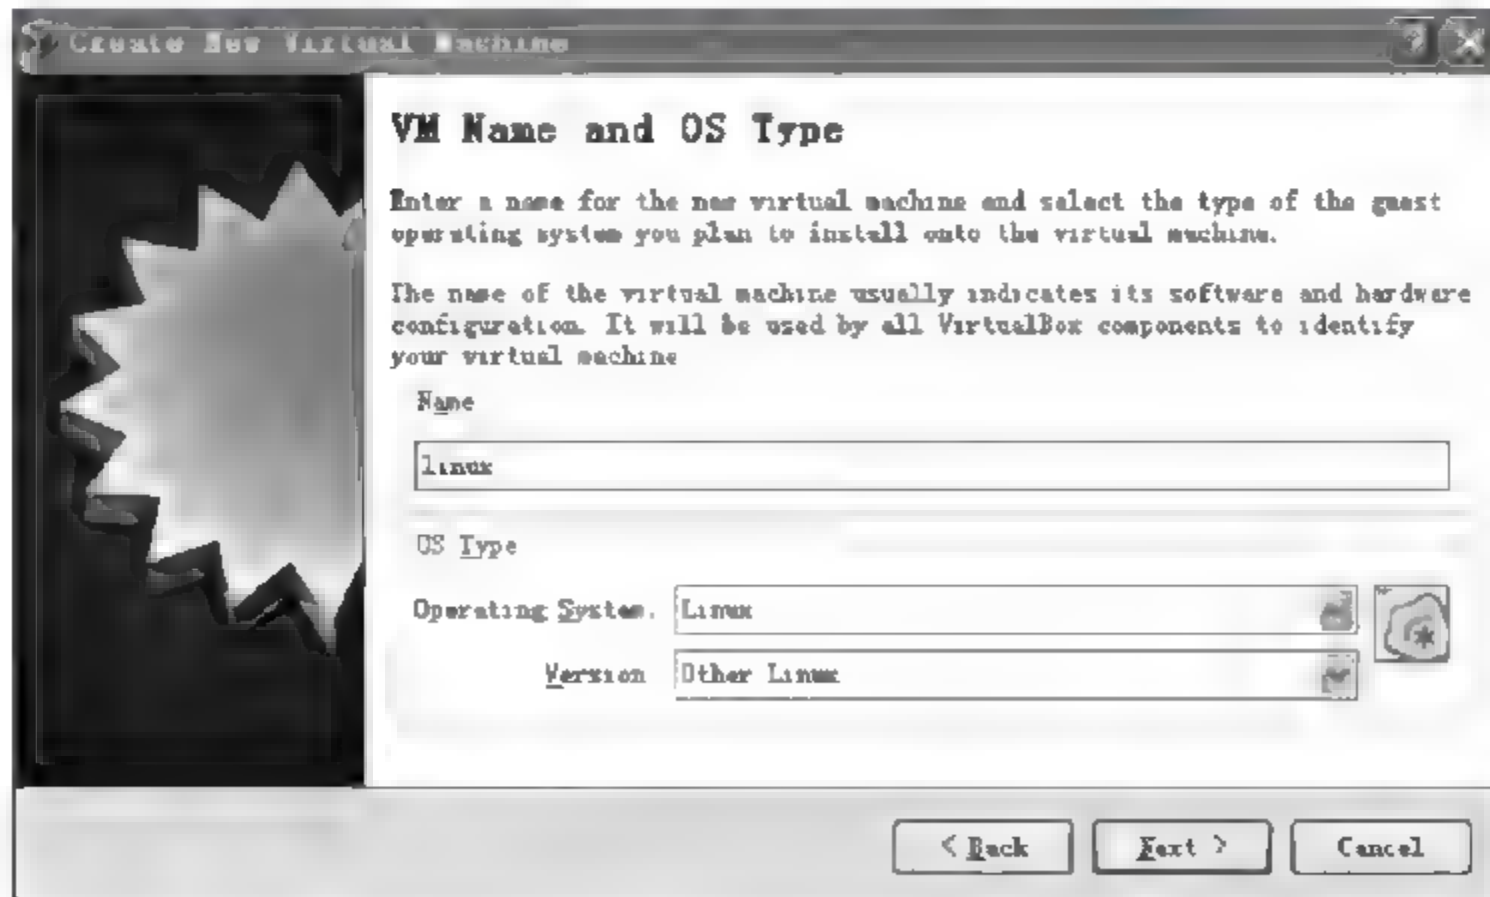 Create New Virtual Machine
VM Name and OS Type
Enter a name for the new virtual machine and select the type of the guest
operating system you plan to install onto the virtual machine.
The name of the virtual machine usually indicates its software and hardware
configuration. It will be used by all VirtualBox components to identify
your virtual machine
Name
linux
OS Type
Operating System. Linux
Version Other Linux
< Back Next > Cancel